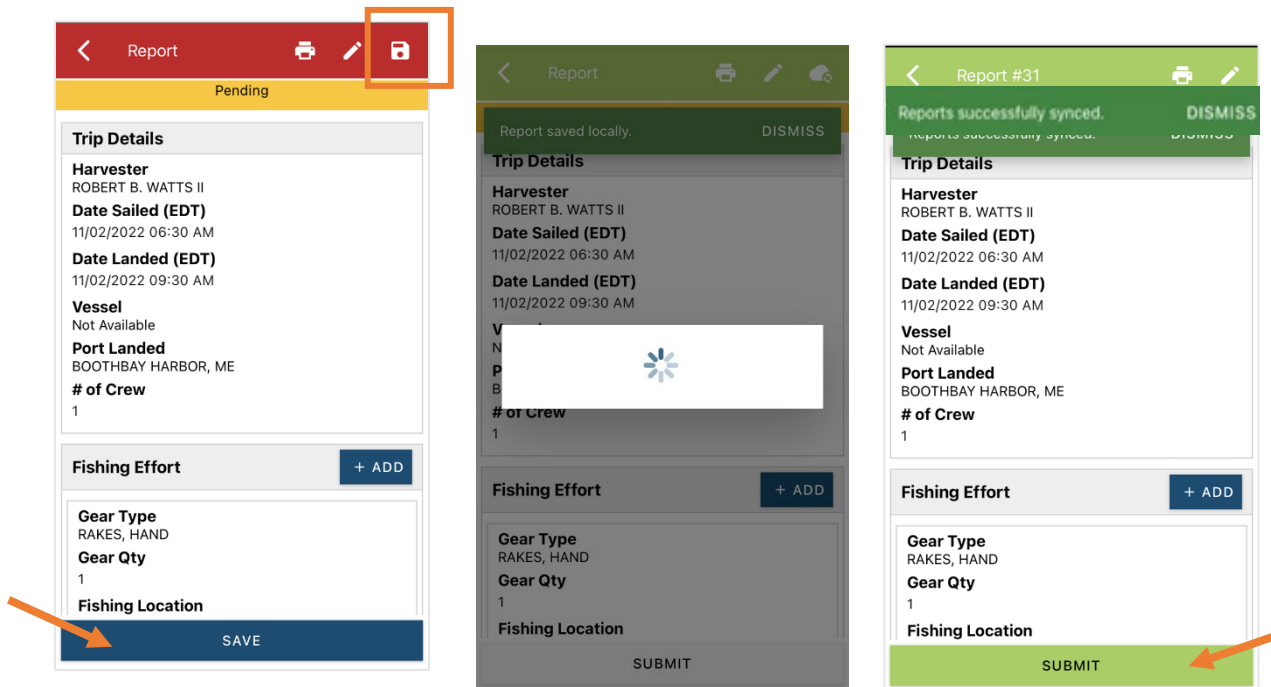 Report
Pending
Trip Details
Harvester
ROBERT B. WATTS II
Date Sailed (EDT)
11/02/2022 06:30 AM
Date Landed (EDT)
11/02/2022 09:30 AM
Vessel
Not Available
Port Landed
BOOTHBAY HARBOR, ME
# of Crew
1
Fishing Effort
+ ADD
Gear Type
RAKES, HAND
Gear Qty
1
Fishing Location
SAVE
Report
Report saved locally. DISMISS
Trip Details
Harvester
ROBERT B. WATTS II
Date Sailed (EDT)
11/02/2022 06:30 AM
Date Landed (EDT)
11/02/2022 09:30 AM
V
N
P
B
# of Crew
1
Fishing Effort
+ ADD
Gear Type
RAKES, HAND
Gear Qty
1
Fishing Location
SUBMIT
Report #31
Reports successfully synced. DISMISS
Reports successfully synced. DISMISS
Trip Details
Harvester
ROBERT B. WATTS II
Date Sailed (EDT)
11/02/2022 06:30 AM
Date Landed (EDT)
11/02/2022 09:30 AM
Vessel
Not Available
Port Landed
BOOTHBAY HARBOR, ME
# of Crew
1
Fishing Effort
+ ADD
Gear Type
RAKES, HAND
Gear Qty
1
Fishing Location
SUBMIT